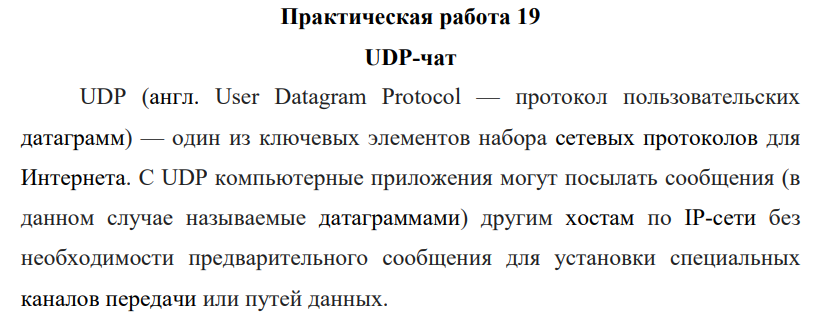 Практическая работа 19
UDP-чат
UDP (англ. User Datagram Protocol — протокол пользовательских
датаграмм) — один из ключевых элементов набора сетевых протоколов для
Интернета. С UDP компьютерные приложения могут посылать сообщения (в
данном случае называемые датаграммами) другим хостам по IP-сети без
необходимости предварительного сообщения для установки специальных
каналов передачи или путей данных.